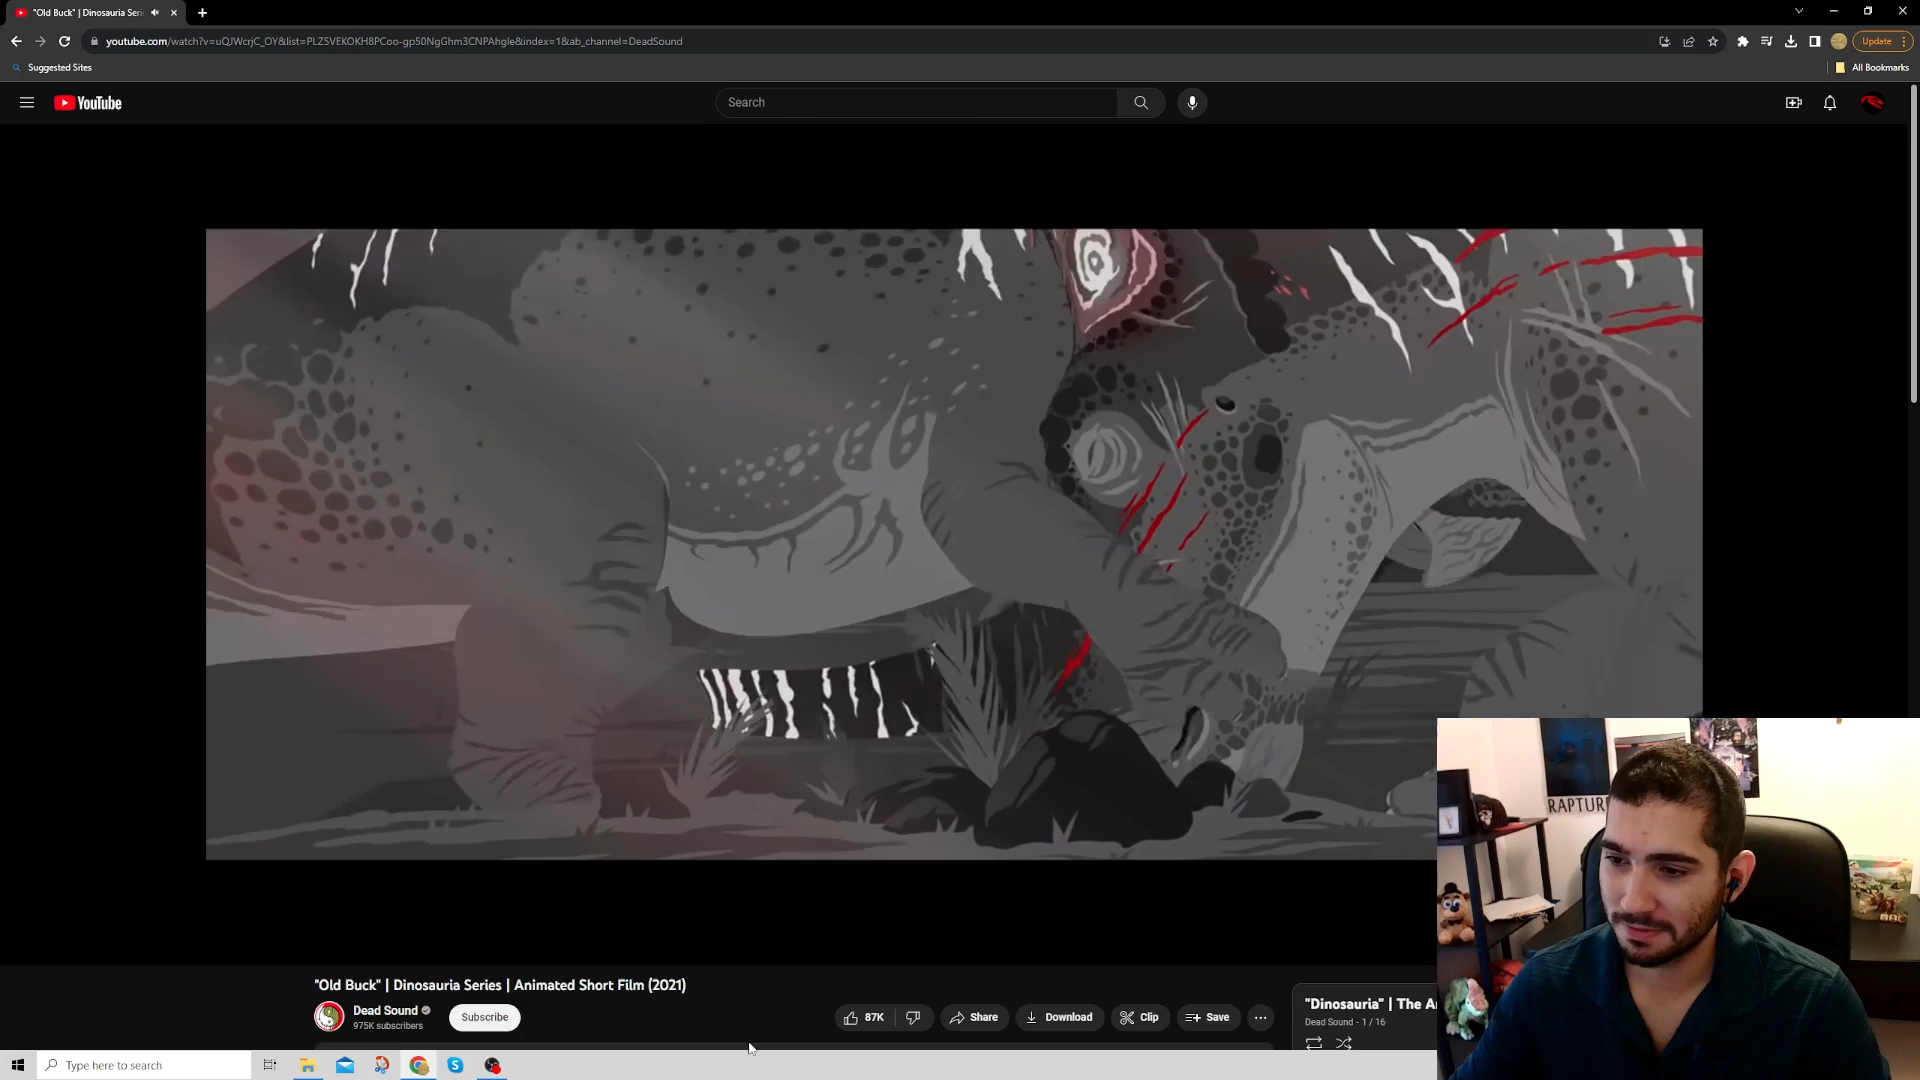 "Old Buck" | Dinosauria Seri
youtube.com/watch?v=uQJWcrjC_OY&list=PLZ5VEKOKH8PCoo-gp50NgGhm3CNPAhgle&index=1&ab_channel=DeadSound
Update
Suggested Sites
All Bookmarks
YouTube
Search
RAPTURE
"Old Buck" | Dinosauria Series | Animated Short Film (2021)
Dead Sound
975K subscribers
Subscribe
87K
Share
Download
Clip
Save
"Dinosauria" | The A
Dead Sound - 1 / 16
Type here to search